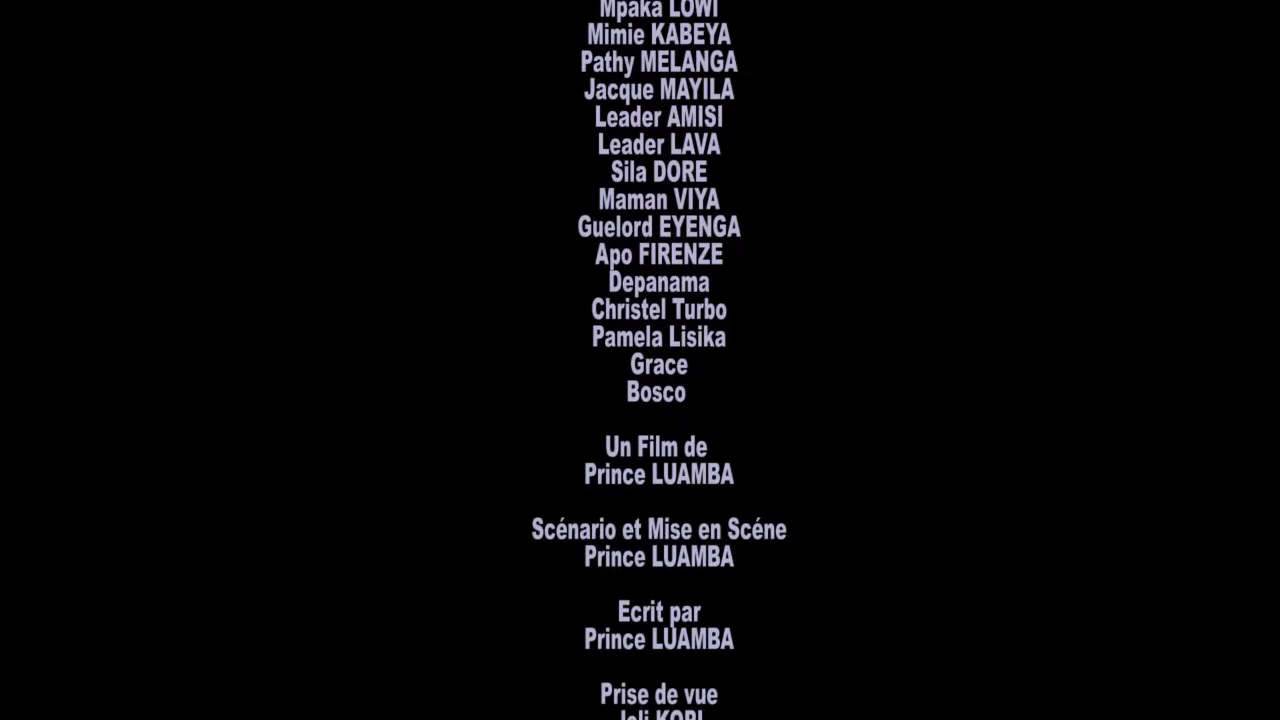 Mpaka LOWI
Mimie KABEYA
Pathy MELANGA
Jacque MAYILA
Leader AMISI
Leader LAVA
Sila DORE
Maman VIYA
Guelord EYENGA
Apo FIRENZE
Depanama
Christel Turbo
Pamela Lisika
Grace
Bosco
Un Film de
Prince LUAMBA
Scénario et Mise en Scéne
Prince LUAMBA
Ecrit par
Prince LUAMBA
Prise de vue